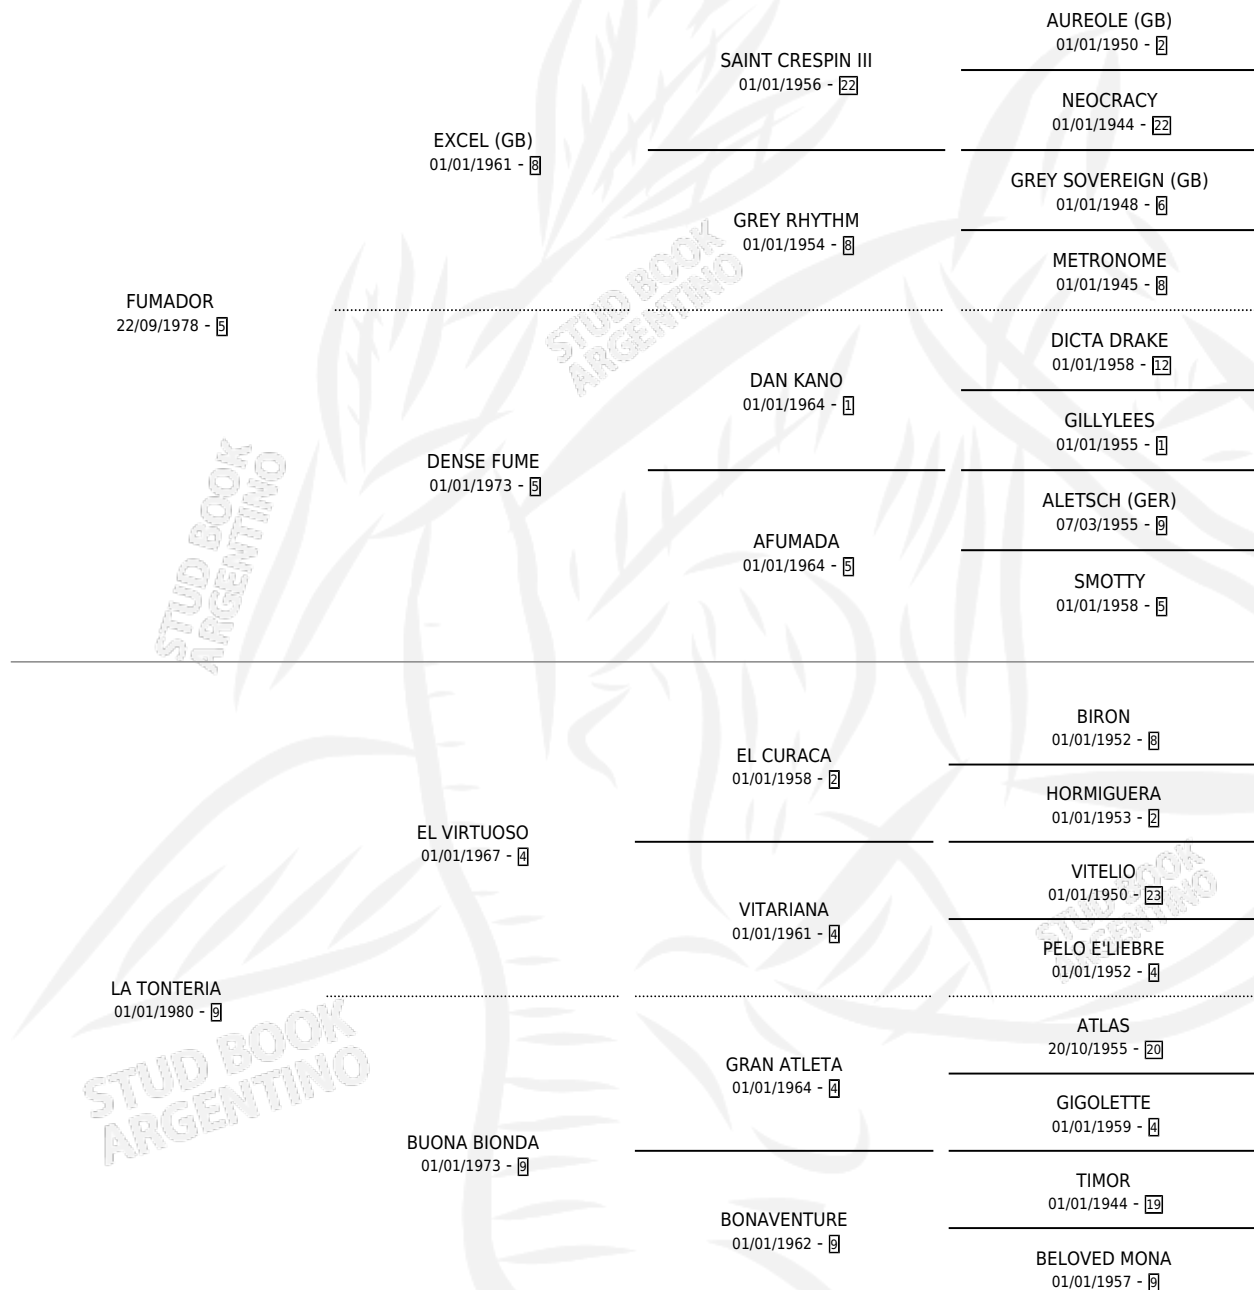 AUREOLE (GB)
01/01/1950 - 2
SAINT CRESPIN III
01/01/1956 - 22
NEOCRACY
01/01/1944 - 22
EXCEL (GB)
01/01/1961 - 8
GREY SOVEREIGN (GB)
01/01/1948 - 6
GREY RHYTHM
01/01/1954 - 8
METRONOME
01/01/1945 - 8
FUMADOR
22/09/1978 - 5
STUD BOOK
ARGENTINO
DICTA DRAKE
01/01/1958 - 12
DAN KANO
01/01/1964 - 1
GILLYLEES
01/01/1955 - 1
DENSE FUME
01/01/1973 - 5
ALETSCH (GER)
07/03/1955 - 9
AFUMADA
01/01/1964 - 5
SMOTTY
01/01/1958 - 5
STUD BOOK
ARGENTINO
BIRON
01/01/1952 - 8
EL CURACA
01/01/1958 - 2
HORMIGUERA
01/01/1953 - 2
EL VIRTUOSO
01/01/1967 - 4
VITELIO
01/01/1950 - 23
STUD BOOK
ARGENTINO
VITARIANA
01/01/1961 - 4
PELO E'LIEBRE
01/01/1952 - 4
LA TONTERIA
01/01/1980 - 9
STUD BOOK
ARGENTINO
ATLAS
20/10/1955 - 20
GRAN ATLETA
01/01/1964 - 4
GIGOLETTE
01/01/1959 - 4
BUONA BIONDA
01/01/1973 - 9
TIMOR
01/01/1944 - 19
BONAVENTURE
01/01/1962 - 9
BELOVED MONA
01/01/1957 - 9